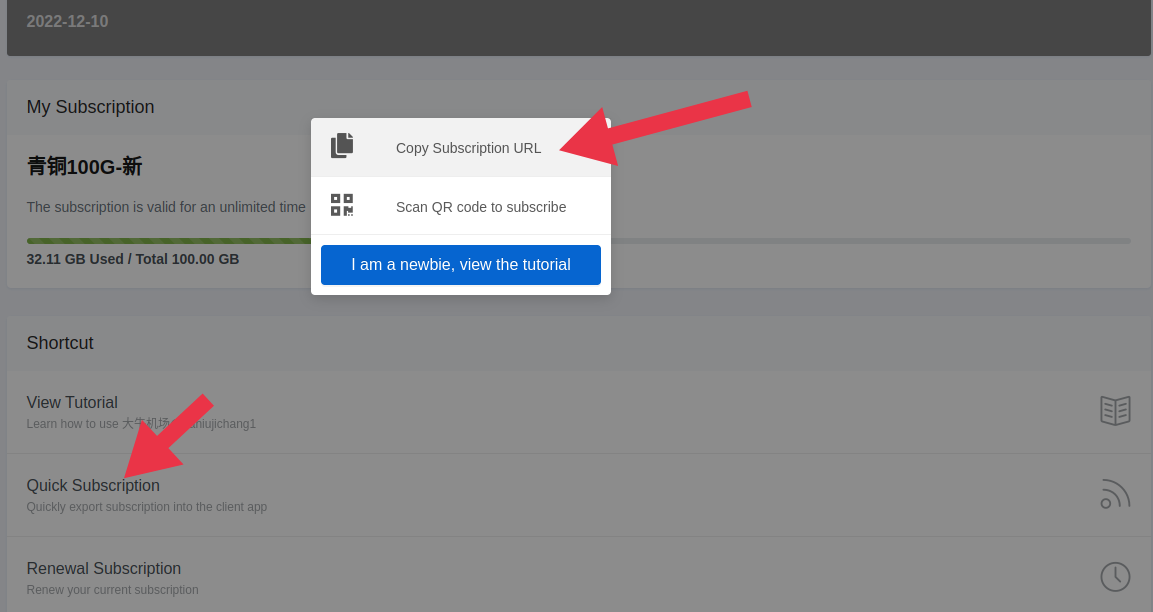 2022-12-10
My Subscription
青铜100G-新
The subscription is valid for an unlimited time
32.11 GB Used / Total 100.00 GB
Copy Subscription URL
Scan QR code to subscribe
I am a newbie, view the tutorial
Shortcut
View Tutorial
Learn how to use 大牛机场
Quick Subscription
Quickly export subscription into the client app
Renewal Subscription
Renew your current subscription